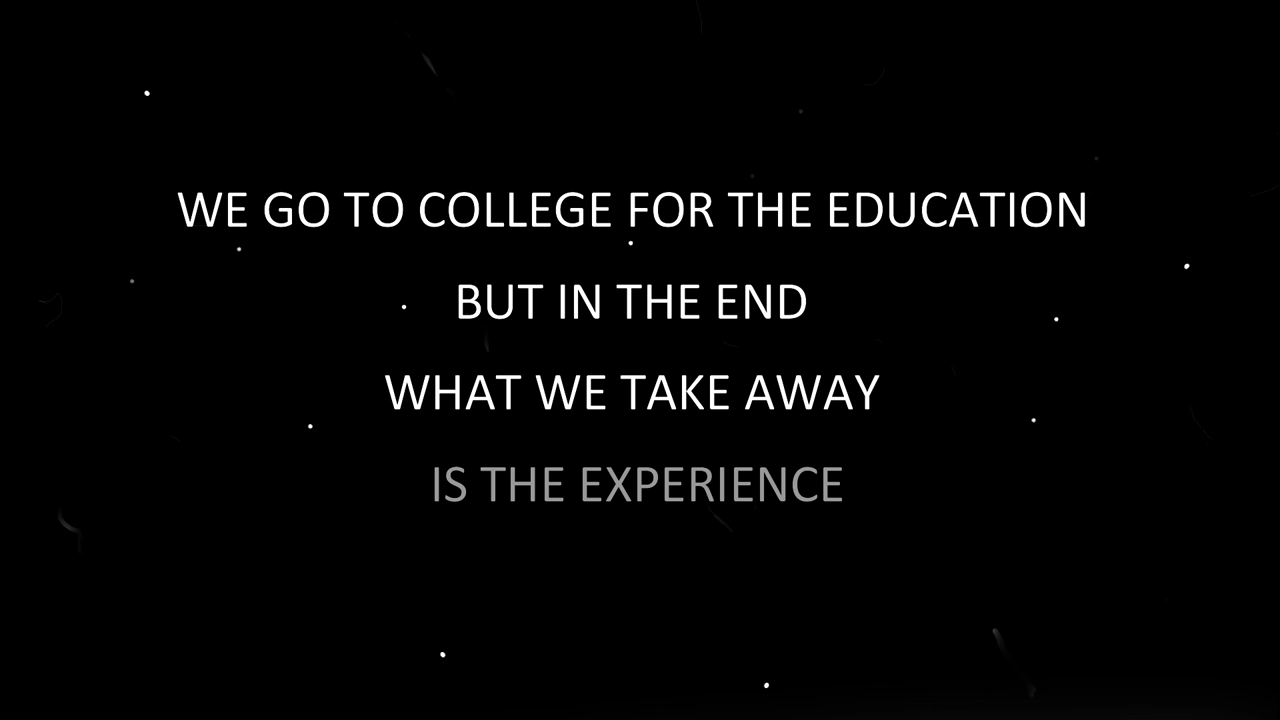 WE GO TO COLLEGE FOR THE EDUCATION
BUT IN THE END
WHAT WE TAKE AWAY
IS THE EXPERIENCE